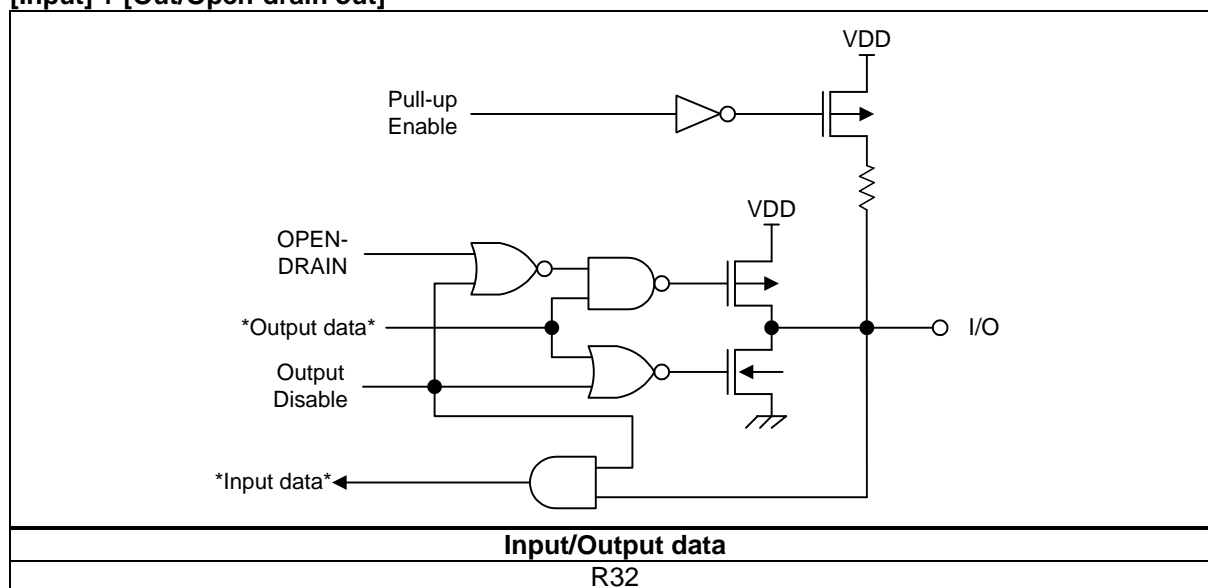 [Input] + [Out/Open-drain out]
VDD
Pull-up
Enable
VDD
OPEN-
DRAIN
*Output data*
I/O
Output
Disable
*Input data*
Input/Output data
R32